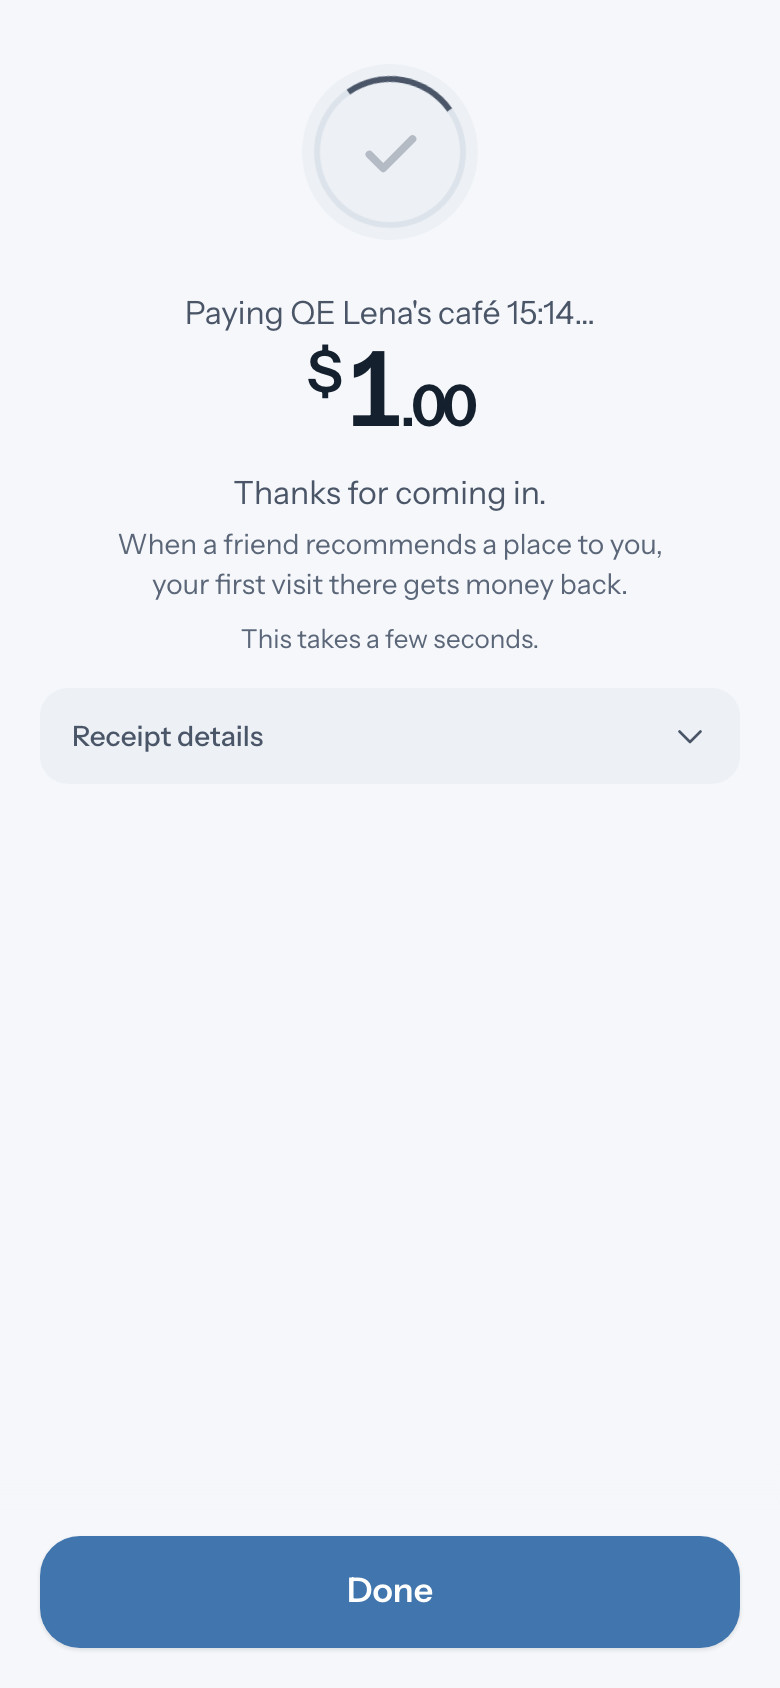 Paying QE Lena's café 15:14...
$1.00
Thanks for coming in.
When a friend recommends a place to you,
your first visit there gets money back.
This takes a few seconds.
Receipt details
Done